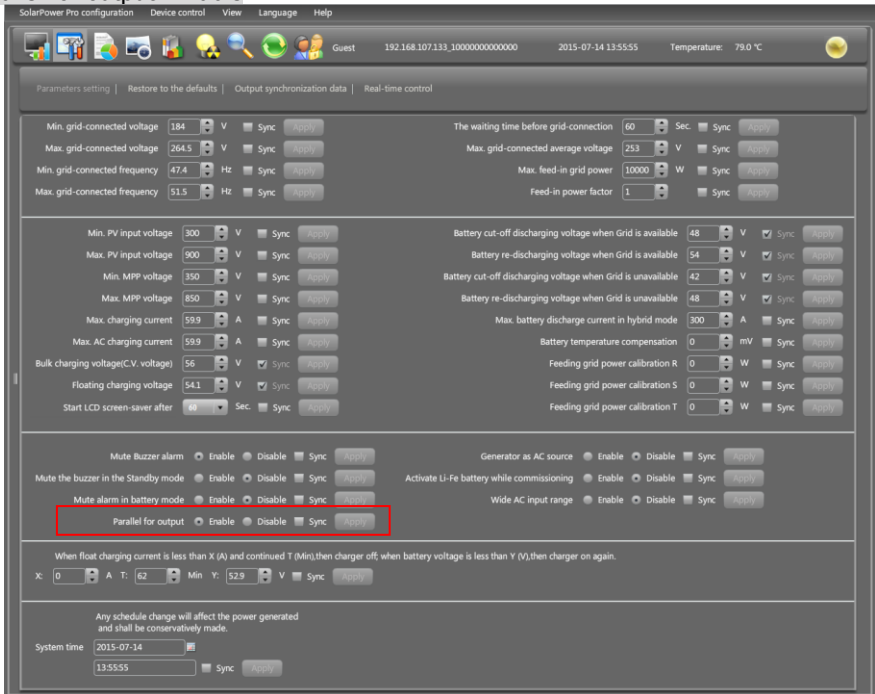 SolarPower Pro configuration Device control View Language Help
Guest 192.168.107.133_10000000000000 2015-07-14 13:55:55 Temperature: 79.0 ℃
Parameters setting | Restore to the defaults | Output synchronization data | Real-time control
Min. grid-connected voltage 184 V Sync Apply The waiting time before grid-connection 60 Sec. Sync Apply
Max. grid-connected voltage 264.5 V Sync Apply Max. grid-connected average voltage 253 V Sync Apply
Min. grid-connected frequency 47.4 Hz Sync Apply Max. feed-in grid power 10000 W Sync Apply
Max. grid-connected frequency 51.5 Hz Sync Apply Feed-in power factor 1 Sync Apply
Min. PV input voltage 300 V Sync Apply Battery cut-off discharging voltage when Grid is available 48 V Sync Apply
Max. PV input voltage 900 V Sync Apply Battery re-discharging voltage when Grid is available 54 V Sync Apply
Min. MPP voltage 350 V Sync Apply Battery cut-off discharging voltage when Grid is unavailable 42 V Sync Apply
Max. MPP voltage 850 V Sync Apply Battery re-discharging voltage when Grid is unavailable 48 V Sync Apply
Max. charging current 59.9 A Sync Apply Max. battery discharge current in hybrid mode 300 A Sync Apply
Max. AC charging current 59.9 A Sync Apply Battery temperature compensation 0 mV Sync Apply
Bulk charging voltage(C.V. voltage) 56 V Sync Apply Feeding grid power calibration R 0 W Sync Apply
Floating charging voltage 54.1 V Sync Apply Feeding grid power calibration S 0 W Sync Apply
Start LCD screen-saver after 60 Sec. Sync Apply Feeding grid power calibration T 0 W Sync Apply
Mute Buzzer alarm Enable Disable Sync Apply Generator as AC source Enable Disable Sync Apply
Mute the buzzer in the Standby mode Enable Disable Sync Apply Activate Li-Fe battery while commissioning Enable Disable Sync Apply
Mute alarm in battery mode Enable Disable Sync Apply Wide AC input range Enable Disable Sync Apply
Parallel for output Enable Disable Sync Apply
When float charging current is less than X (A) and continued T (Min),then charger off; when battery voltage is less than Y (V),then charger on again.
X: 0 A T: 62 Min Y: 52.9 V Sync Apply
Any schedule change will affect the power generated
and shall be conservatively made.
System time 2015-07-14
13:55:55 Sync Apply